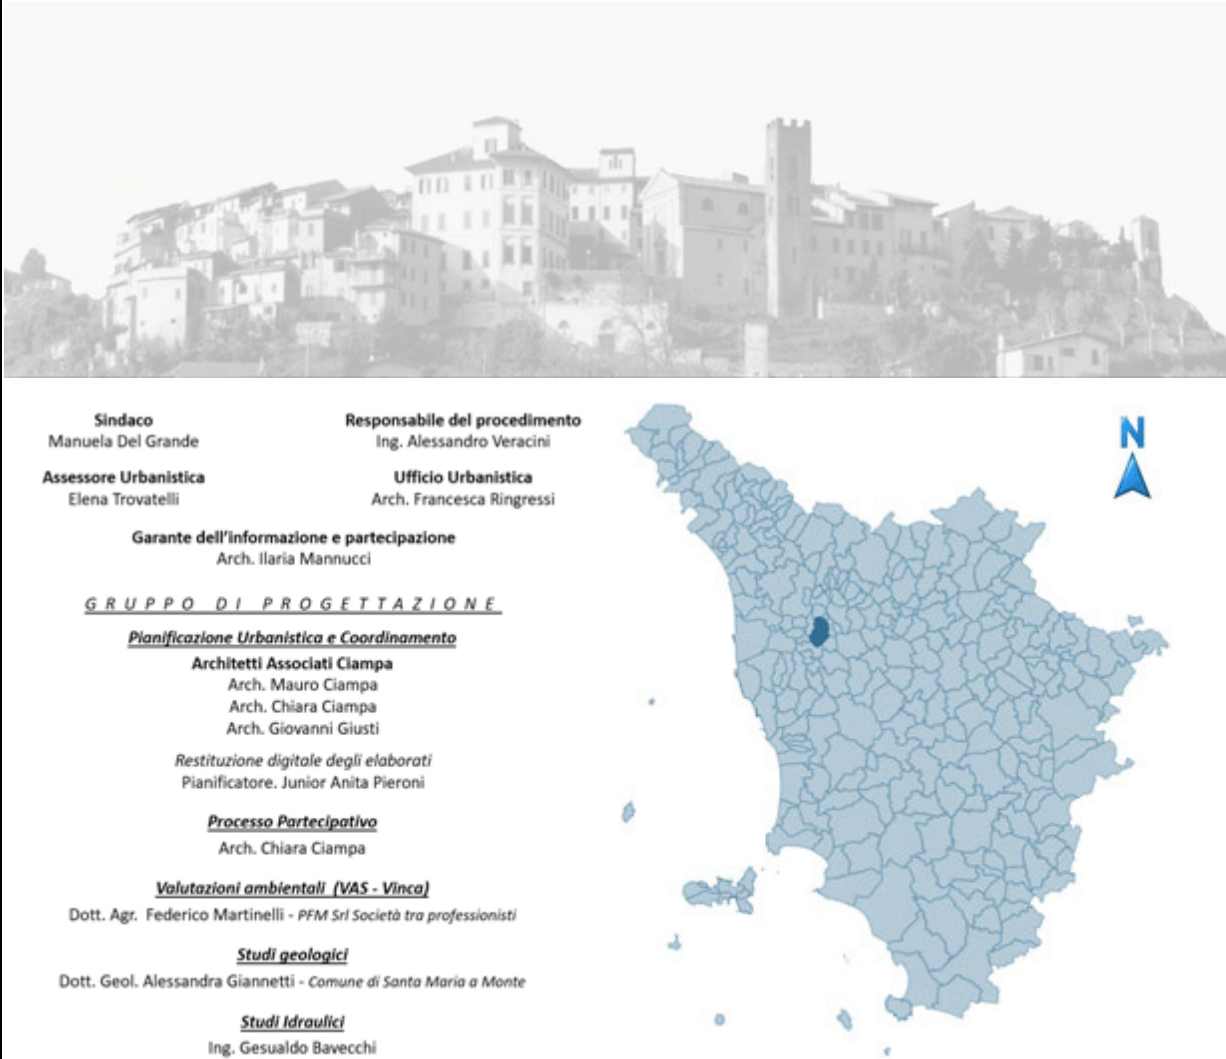 Sindaco
Manuela Del Grande
Responsabile del procedimento
Ing. Alessandro Veracini
Assessore Urbanistica
Elena Trovatelli
Ufficio Urbanistica
Arch. Francesca Ringressi
Garante dell'informazione e partecipazione
Arch. Ilaria Mannucci
GRUPPO DI PROGETTAZIONE
Pianificazione Urbanistica e Coordinamento
Architetti Associati Ciampa
Arch. Mauro Ciampa
Arch. Chiara Ciampa
Arch. Giovanni Giusti
Restituzione digitale degli elaborati
Pianificatore. Junior Anita Pieroni
Processo Partecipativo
Arch. Chiara Ciampa
Valutazioni ambientali (VAS - Vinca)
Dott. Agr. Federico Martinelli - PFM Srl Società tra professionisti
Studi geologici
Dott. Geol. Alessandra Giannetti - Comune di Santa Maria a Monte
Studi Idraulici
Ing. Gesualdo Bavecchi
N